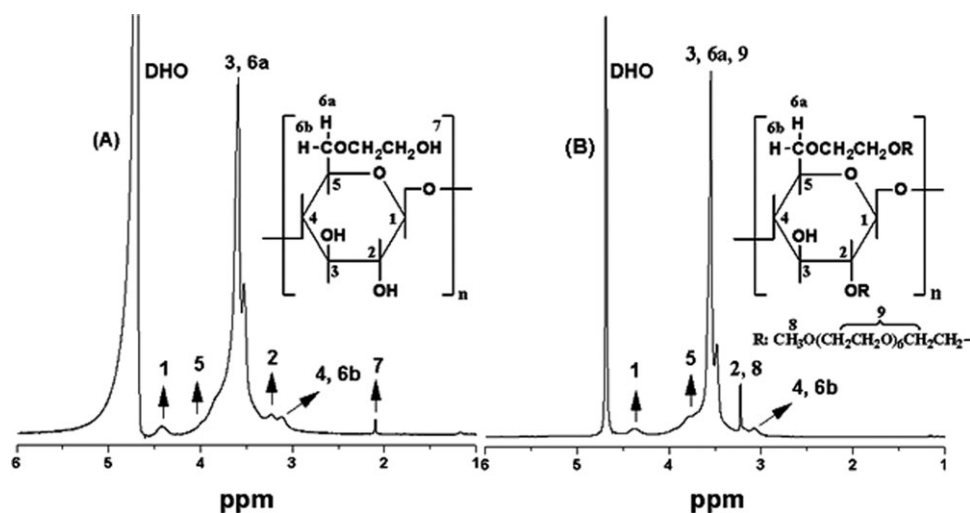 DHO
3, 6a
(A)
6a
H
6b
7
H-COCH₂CH₂OH
5
O
O
4
1
OH
2
3
OH
n
1
5
2
4, 6b
7
6
5
4
3
2
1
ppm
DHO
3, 6a, 9
(B)
6a
H
6b
H-COCH₂CH₂OR
5
O
O
4
1
OH
2
3
OR
n
8
9
R: CH₃O(CH₂CH₂O)₆CH₂CH₂-
1
5
2, 8
4, 6b
6
5
4
3
2
1
ppm